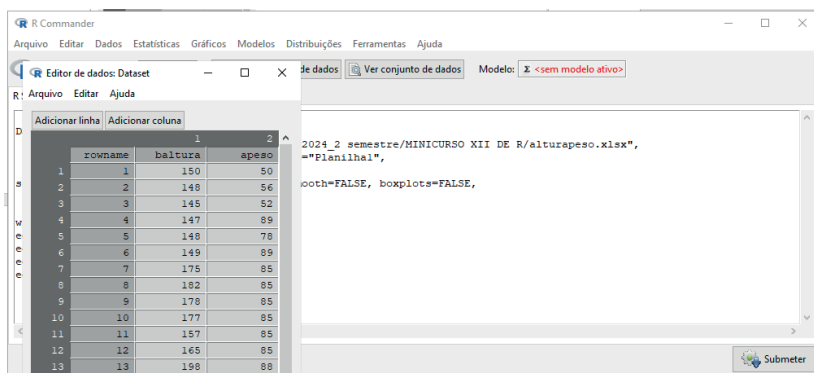 R Commander
Arquivo Editar Dados Estatísticas Gráficos Modelos Distribuições Ferramentas Ajuda
de dados Ver conjunto de dados Modelo: Σ <sem modelo ativo>
Editor de dados: Dataset
Arquivo Editar Ajuda
Adicionar linha Adicionar coluna
2024_2 semestre/MINICURSO XII DE R/alturapeso.xlsx",
="Planilha1",
ooth=FALSE, boxplots=FALSE,
1 2
rowname baltura apeso
1 1 150 50
2 2 148 56
3 3 145 52
4 4 147 89
5 5 148 78
6 6 149 89
7 7 175 85
8 8 182 85
9 9 178 85
10 10 177 85
11 11 157 85
12 12 165 85
13 13 198 88
Submeter